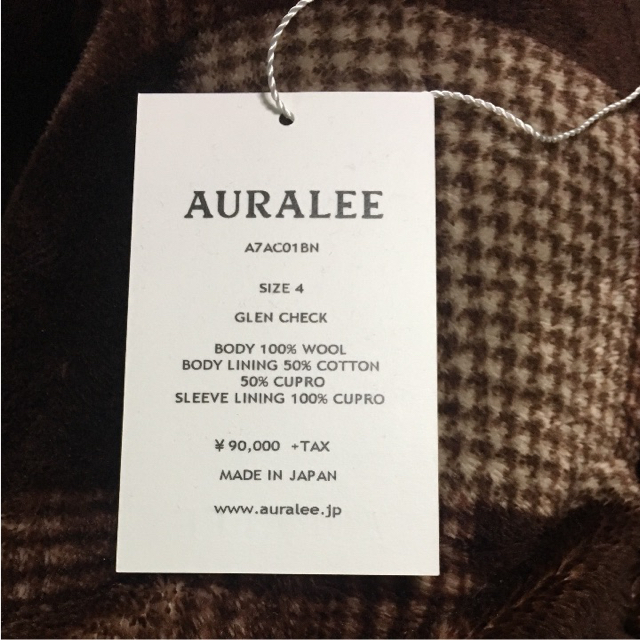 AURALEE
A7AC01BN
SIZE 4
GLEN CHECK
BODY 100% WOOL
BODY LINING 50% COTTON
50% CUPRO
SLEEVE LINING 100% CUPRO
¥ 90,000 +TAX
MADE IN JAPAN
www.auralee.jp